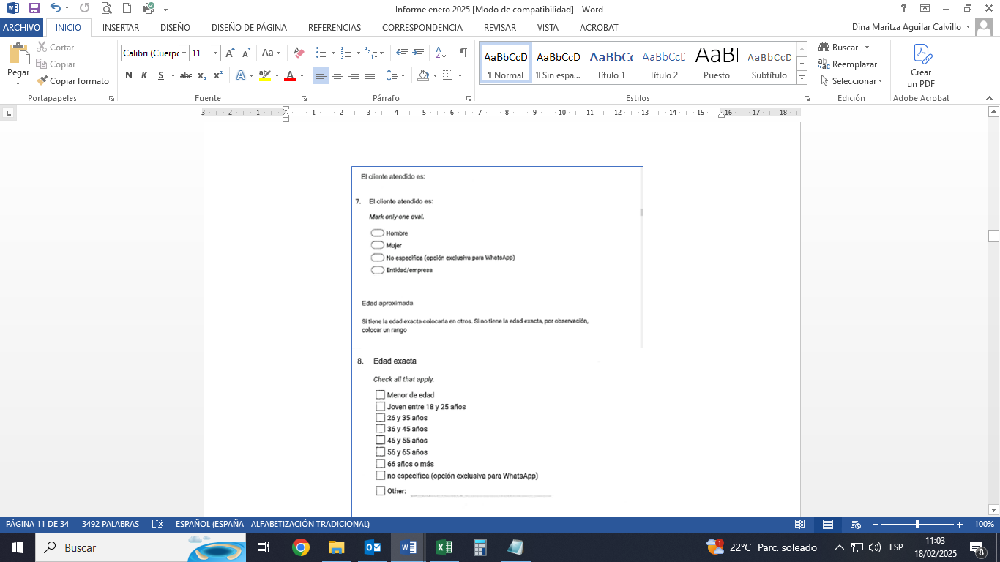 Informe enero 2025 [Modo de compatibilidad] - Word
ARCHIVO INICIO INSERTAR DISEÑO DISEÑO DE PÁGINA REFERENCIAS CORRESPONDENCIA REVISAR VISTA ACROBAT Dina Maritza Aguilar Calvillo
Pegar
Cortar
Copiar
Copiar formato
Portapapeles
Calibri (Cuerpo 11
N K S abc x₂ x²
Fuente
Párrafo
AaBbCcD AaBbCcD AaBbCc AaBbCcD AaBl AaBbCcD
¶ Normal ¶ Sin espa... Título 1 Título 2 Puesto Subtítulo
Estilos
Buscar
Reemplazar
Seleccionar
Edición
Crear
un PDF
Adobe Acrobat
3 2 1 1 2 3 4 5 6 7 8 9 10 11 12 13 14 15 16 17 18
El cliente atendido es:
7. El cliente atendido es:
Mark only one oval.
Hombre
Mujer
No especifica (opción exclusiva para WhatsApp)
Entidad/empresa
Edad aproximada
Si tiene la edad exacta colocarla en otros. Si no tiene la edad exacta, por observación,
colocar un rango
8. Edad exacta
Check all that apply.
Menor de edad
Joven entre 18 y 25 años
26 y 35 años
36 y 45 años
46 y 55 años
56 y 65 años
66 años o más
no especifica (opción exclusiva para WhatsApp)
Other:
PÁGINA 11 DE 34 3492 PALABRAS ESPAÑOL (ESPAÑA - ALFABETIZACIÓN TRADICIONAL) 100%
Buscar
22°C Parc. soleado
ESP
11:03
18/02/2025
8